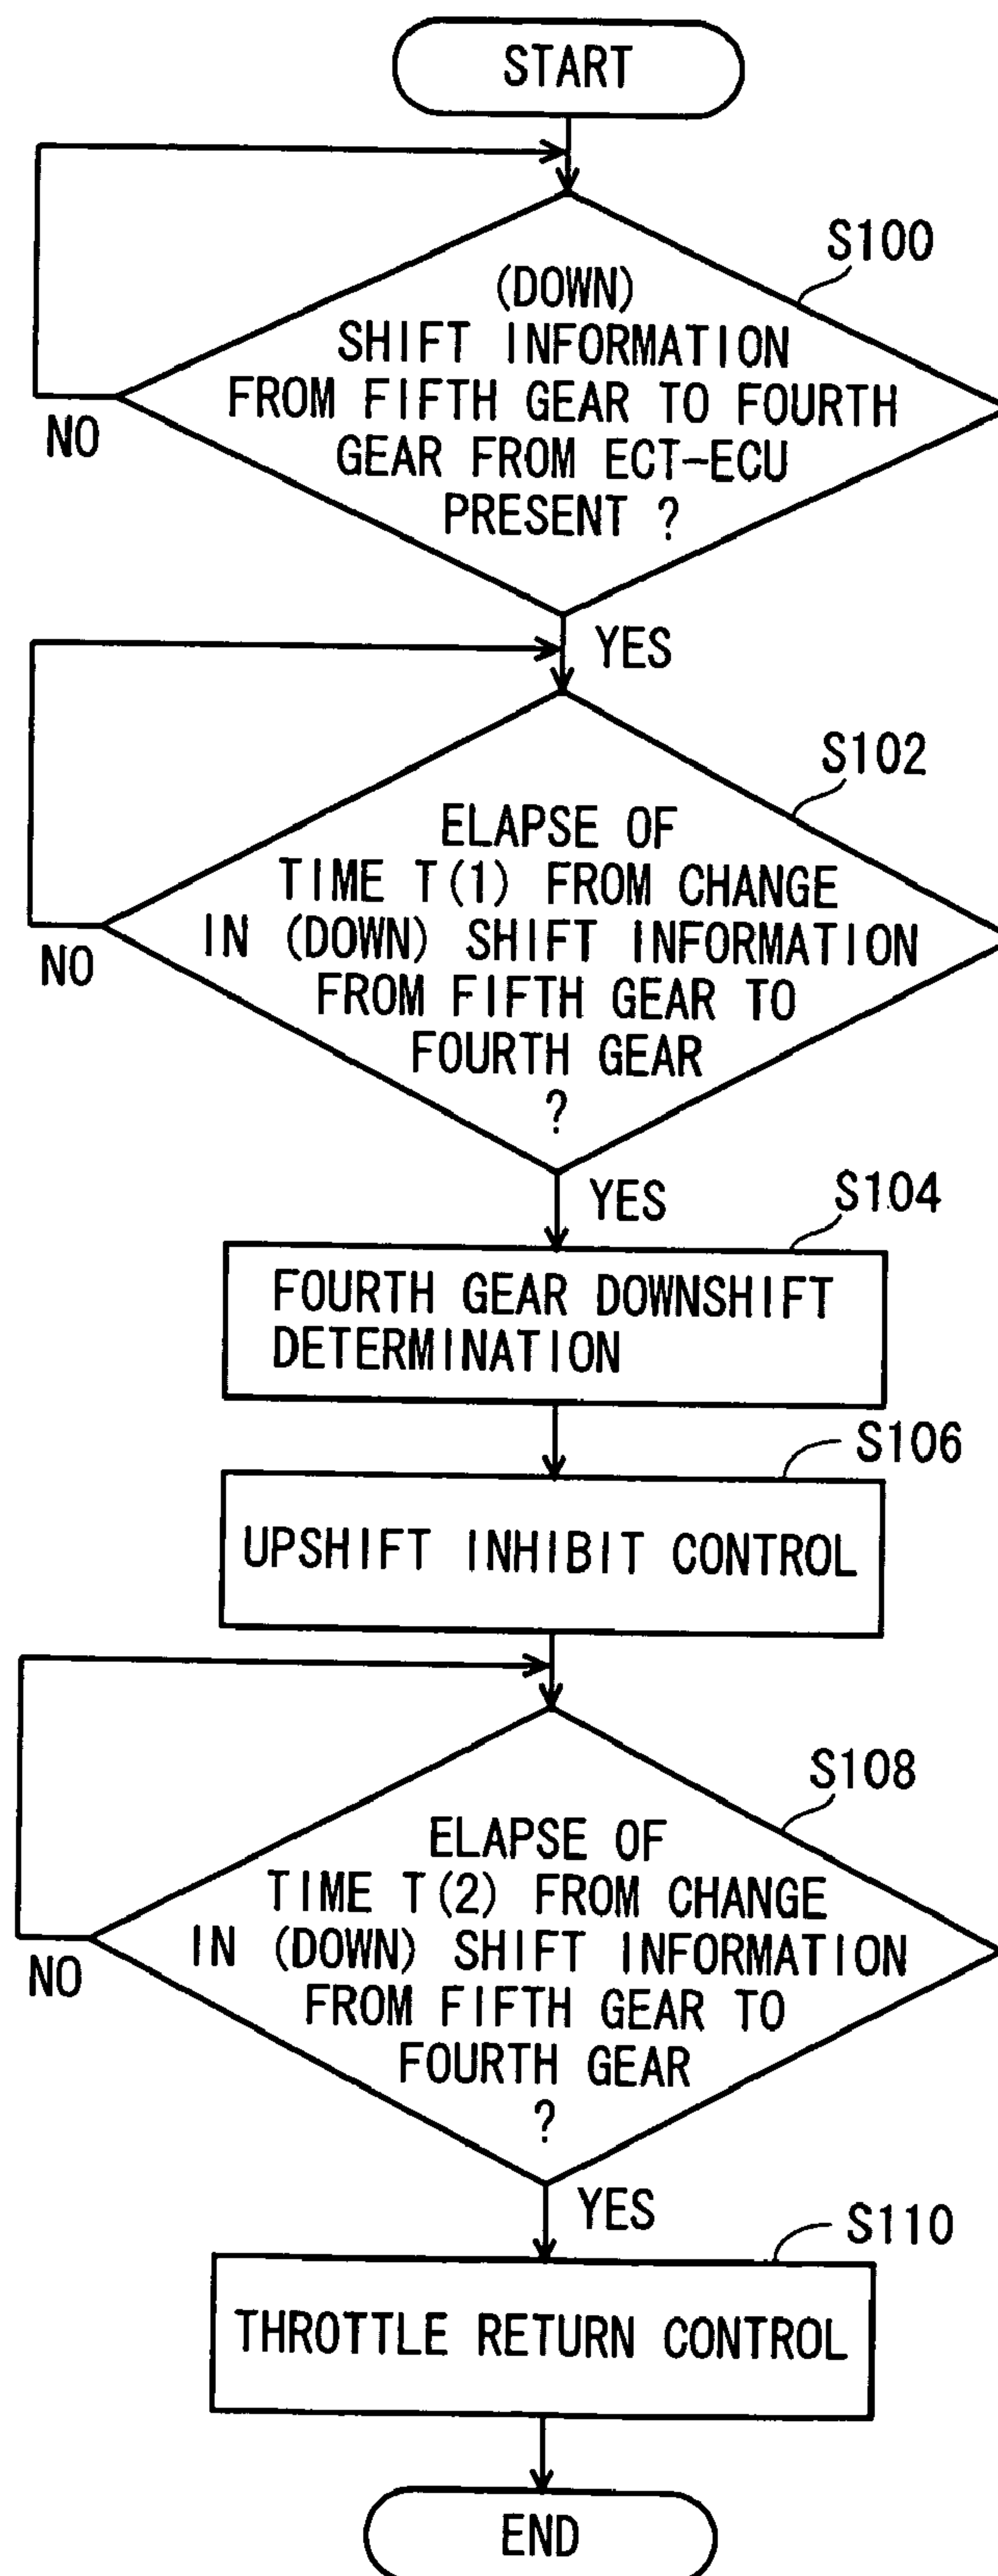 START
S100
(DOWN)
SHIFT INFORMATION
FROM FIFTH GEAR TO FOURTH
GEAR FROM ECT-ECU
PRESENT ?
NO
YES
S102
ELAPSE OF
TIME T(1) FROM CHANGE
IN (DOWN) SHIFT INFORMATION
FROM FIFTH GEAR TO
FOURTH GEAR
?
NO
YES
S104
FOURTH GEAR DOWNSHIFT
DETERMINATION
S106
UPSHIFT INHIBIT CONTROL
S108
ELAPSE OF
TIME T(2) FROM CHANGE
IN (DOWN) SHIFT INFORMATION
FROM FIFTH GEAR TO
FOURTH GEAR
?
NO
YES
S110
THROTTLE RETURN CONTROL
END